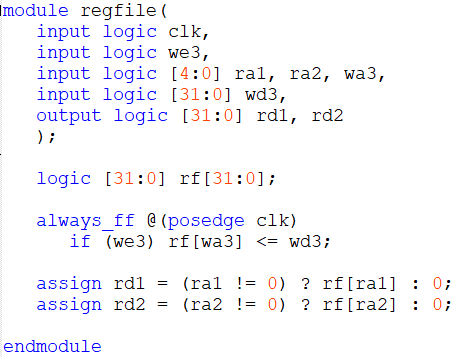 module regfile(
input logic clk,
input logic we3,
input logic [4:0] ra1, ra2, wa3,
input logic [31:0] wd3,
output logic [31:0] rd1, rd2
);
logic [31:0] rf[31:0];
always_ff @(posedge clk)
if (we3) rf[wa3] <= wd3;
assign rd1 = (ra1 != 0) ? rf[ra1] : 0;
assign rd2 = (ra2 != 0) ? rf[ra2] : 0;
endmodule